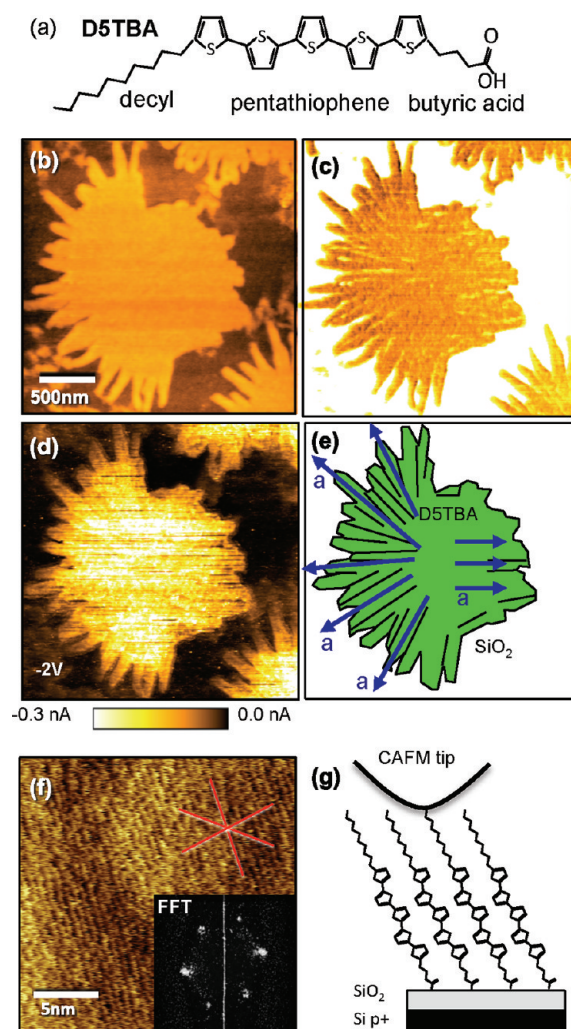 (a) D5TBA
S S S S S O OH
decyl pentathiophene butyric acid
(b)
500nm
(c)
(d)
-2V
-0.3 nA 0.0 nA
(e)
a
D5TBA
a
a
SiO2
a
(f)
FFT
5nm
(g)
CAFM tip
SiO2
Si p+